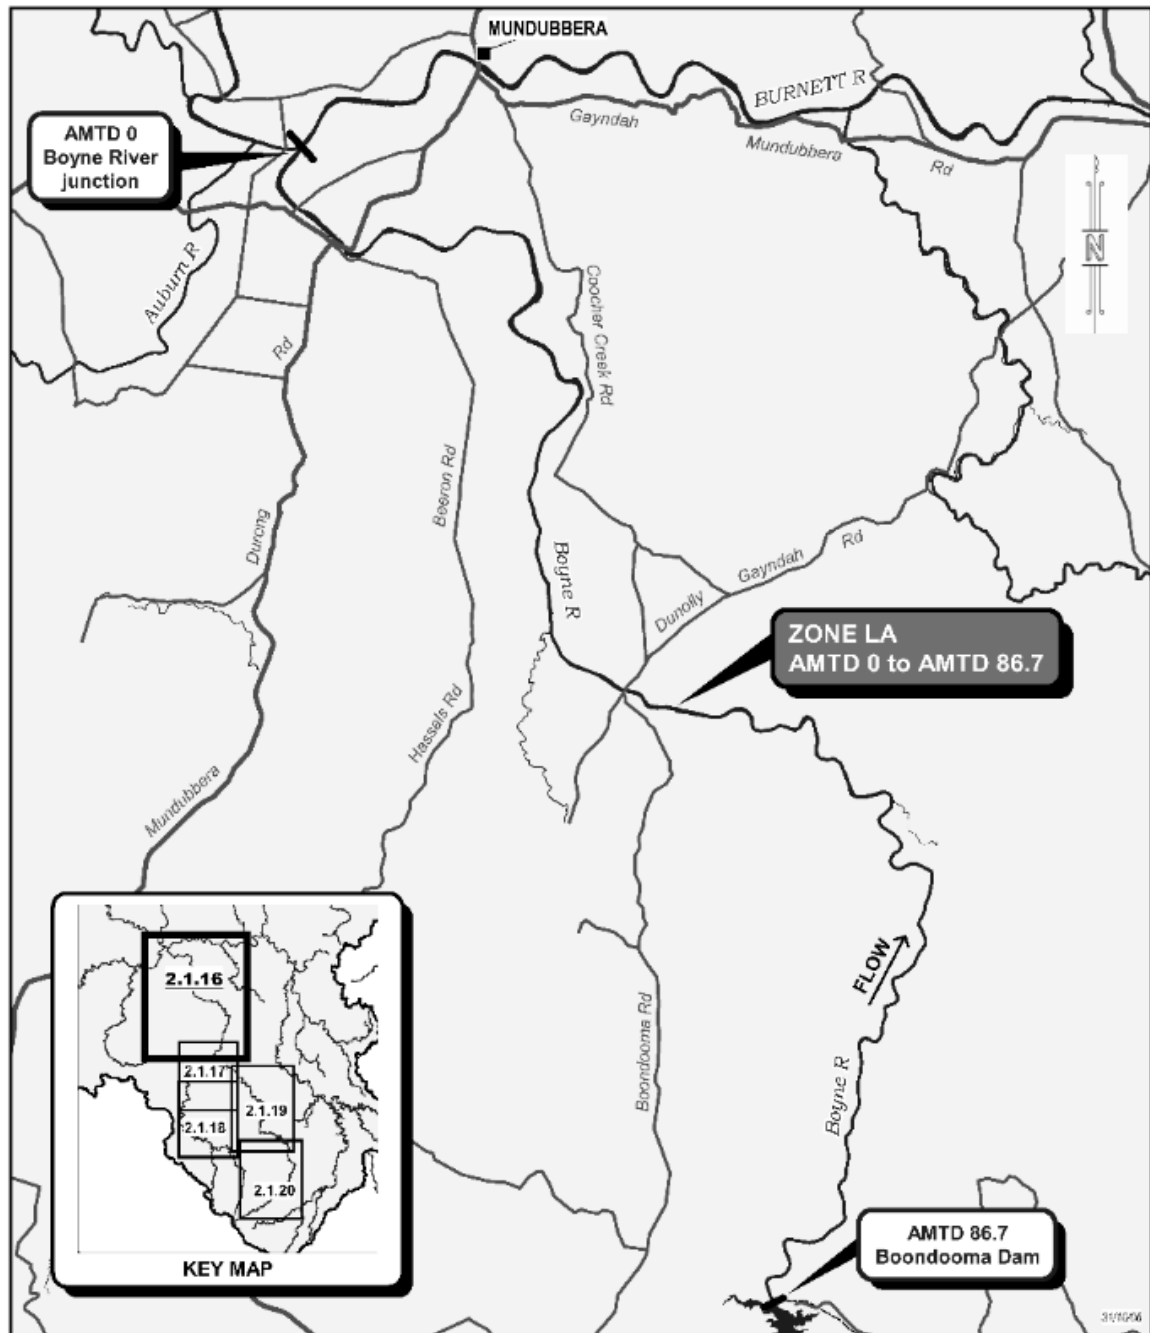 MUNDUBBERA
BURNETT R
Gayndah
Mundubbera
Rd
AMTD 0
Boyne River
junction
N
Auburn R
Coocher Creek Rd
Rd
Beeron Rd
Durong
Boyne R
Gayndah
Rd
Dunolly
ZONE LA
AMTD 0 to AMTD 86.7
Hassels Rd
Mundubbera
FLOW
2.1.16
2.1.17
2.1.19
2.1.18
2.1.20
KEY MAP
Boondooma Rd
Boyne R
AMTD 86.7
Boondooma Dam